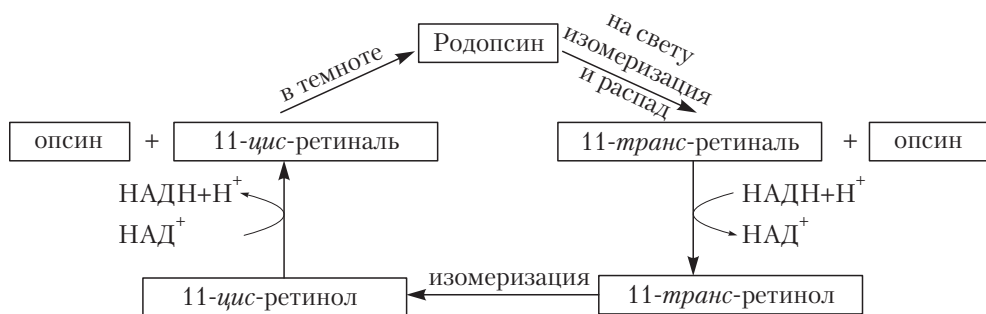 Родопсин
на свету
изомеризация
и распад
в темноте
опсин + 11-цис-ретиналь
11-транс-ретиналь + опсин
НАДН+Н+
НАД+
НАДН+Н+
НАД+
изомеризация
11-цис-ретинол
11-транс-ретинол